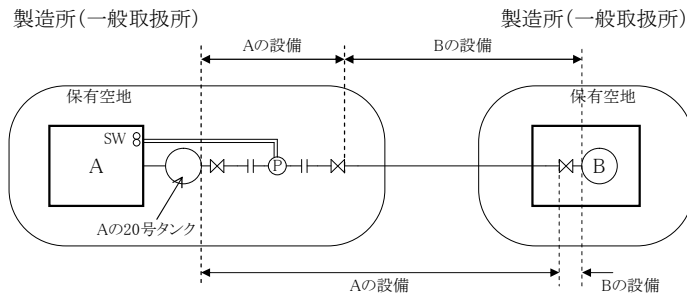 製造所（一般取扱所）
製造所（一般取扱所）
Aの設備
Bの設備
保有空地
保有空地
SW
A
P
B
Aの20号タンク
Aの設備
Bの設備